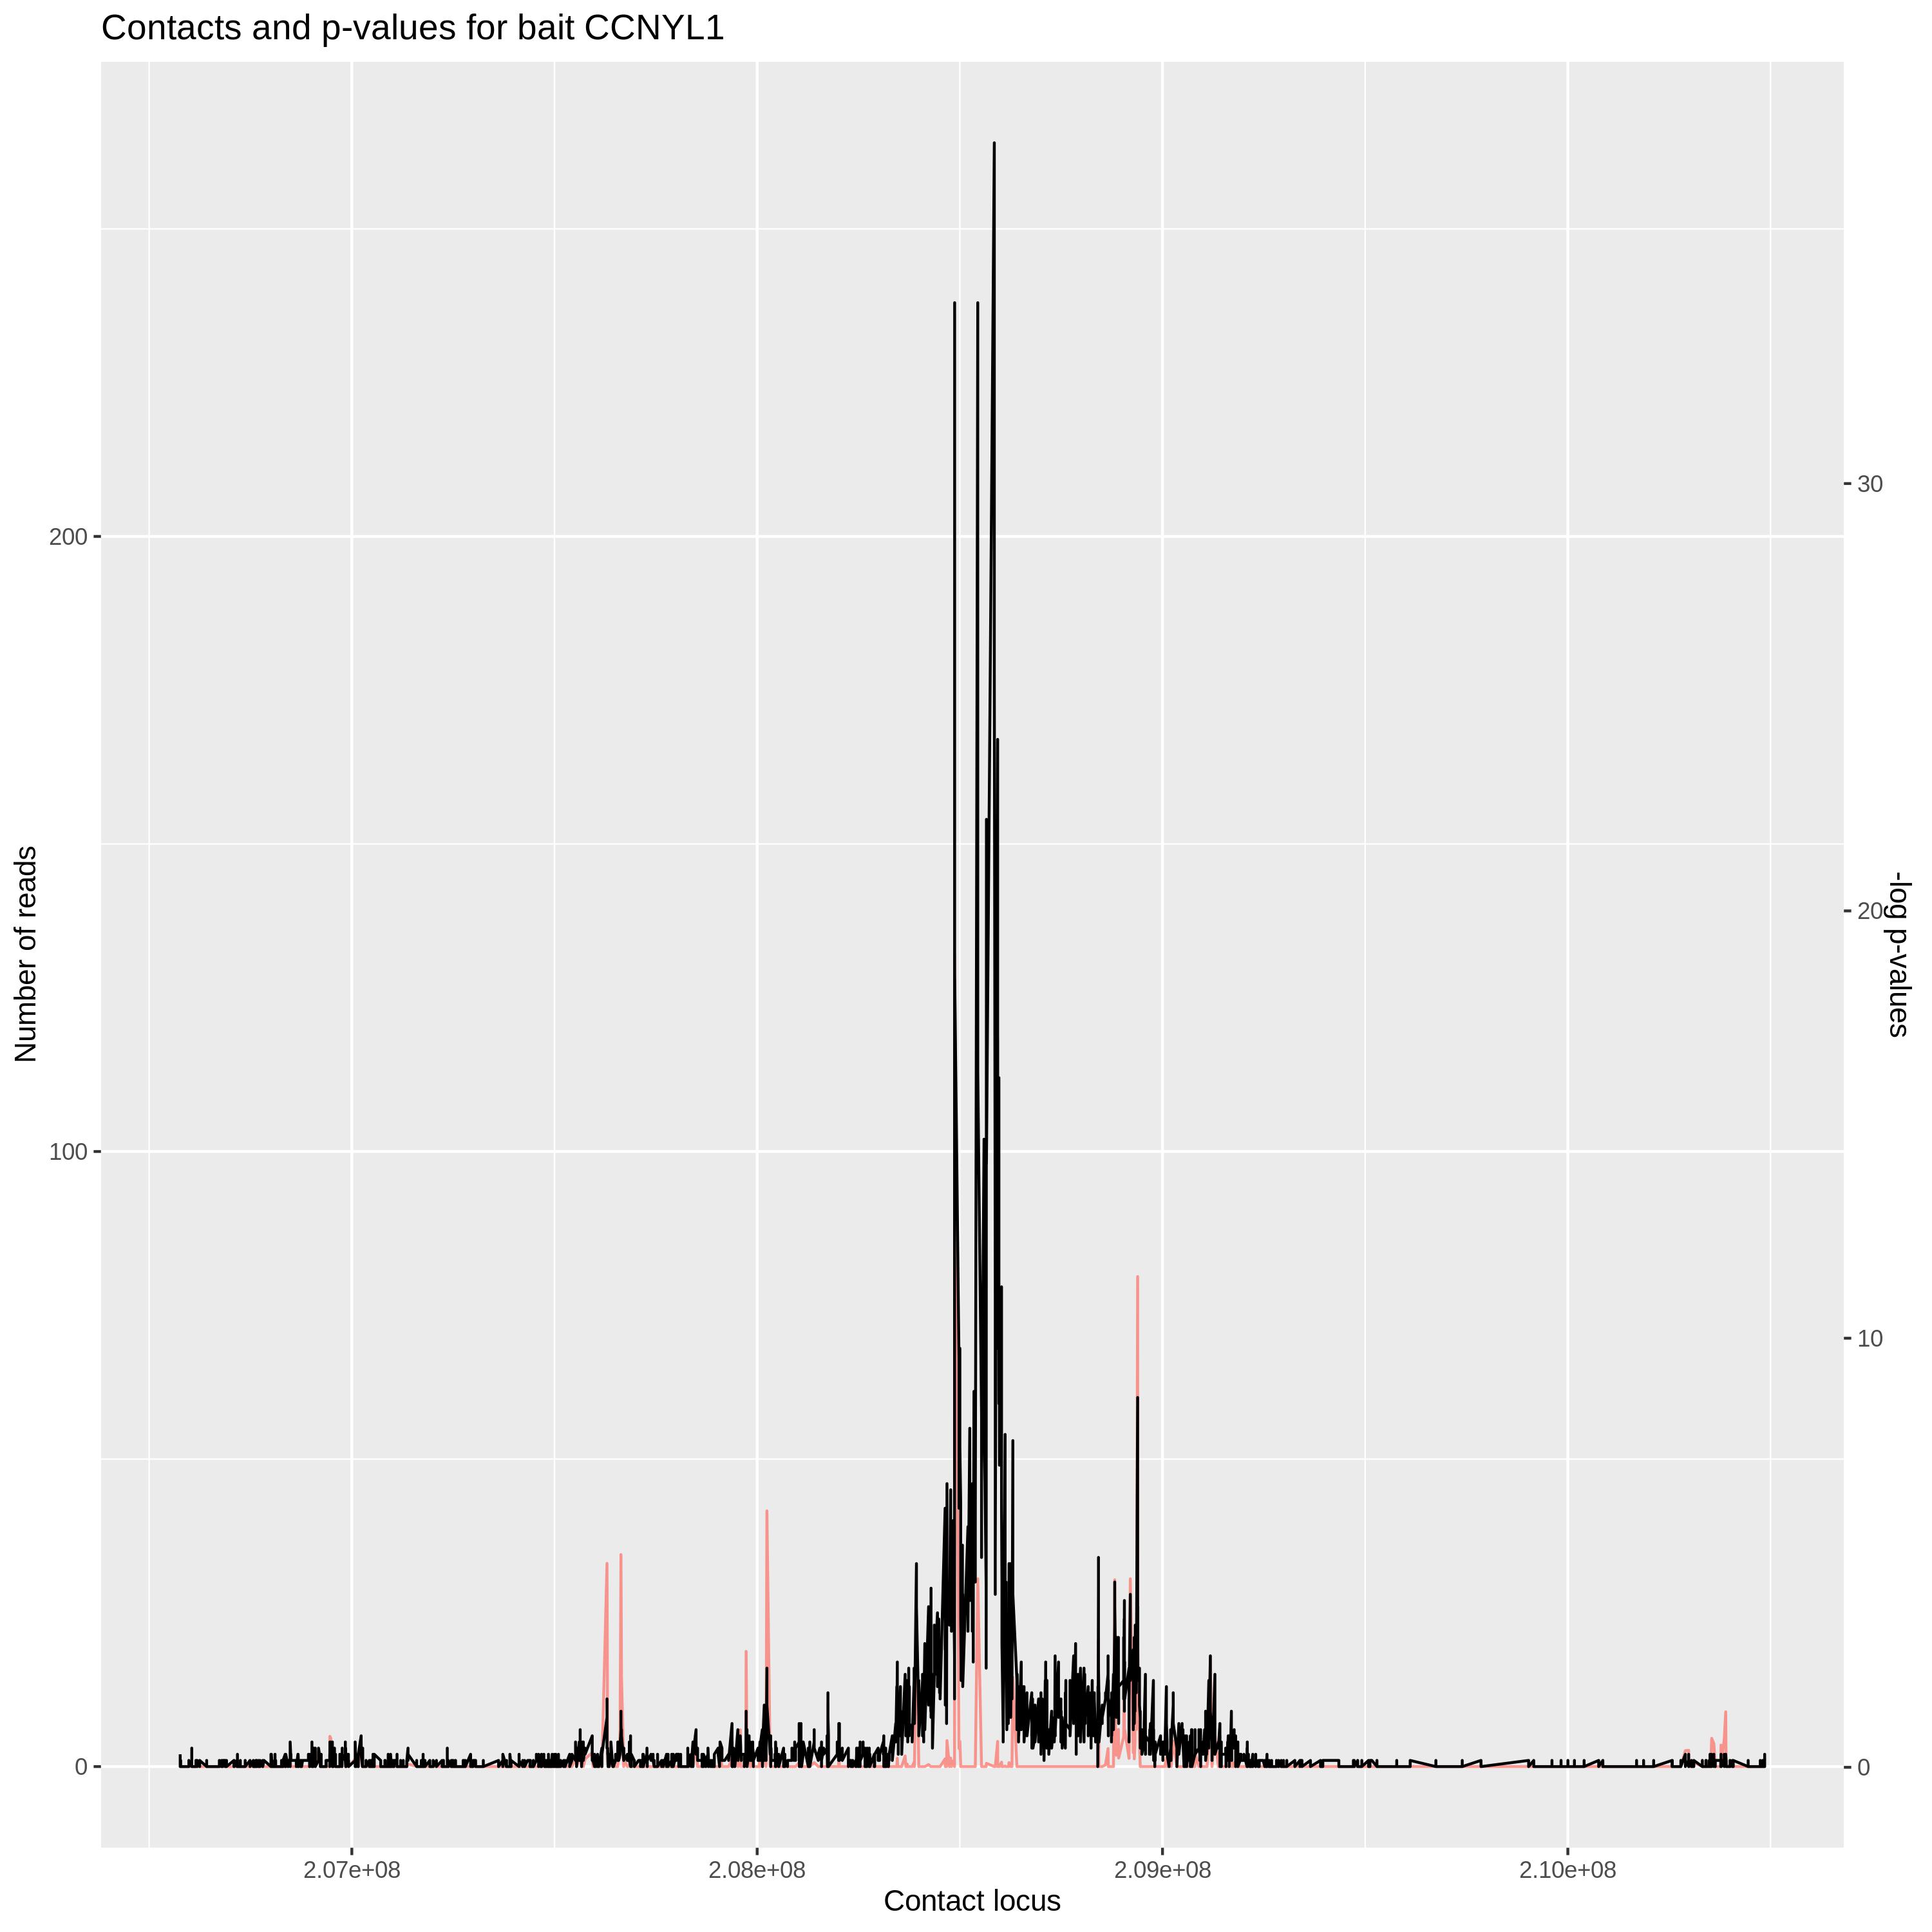 Contacts and p-values for bait CCNYL1
Number of reads
200
100
0
30
20
10
0
-log p-values
2.07e+08 2.08e+08 2.09e+08 2.10e+08
Contact locus